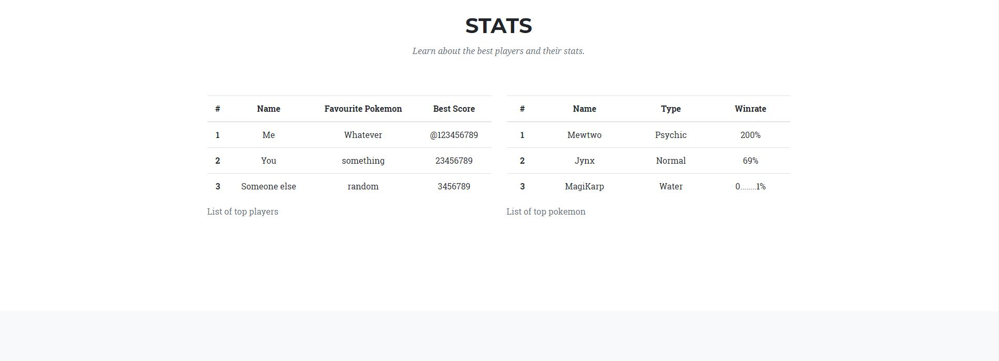 STATS
Learn about the best players and their stats.
# Name Favourite Pokemon Best Score
1 Me Whatever @123456789
2 You something 23456789
3 Someone else random 3456789
List of top players
# Name Type Winrate
1 Mewtwo Psychic 200%
2 Jynx Normal 69%
3 MagiKarp Water 0........1%
List of top pokemon